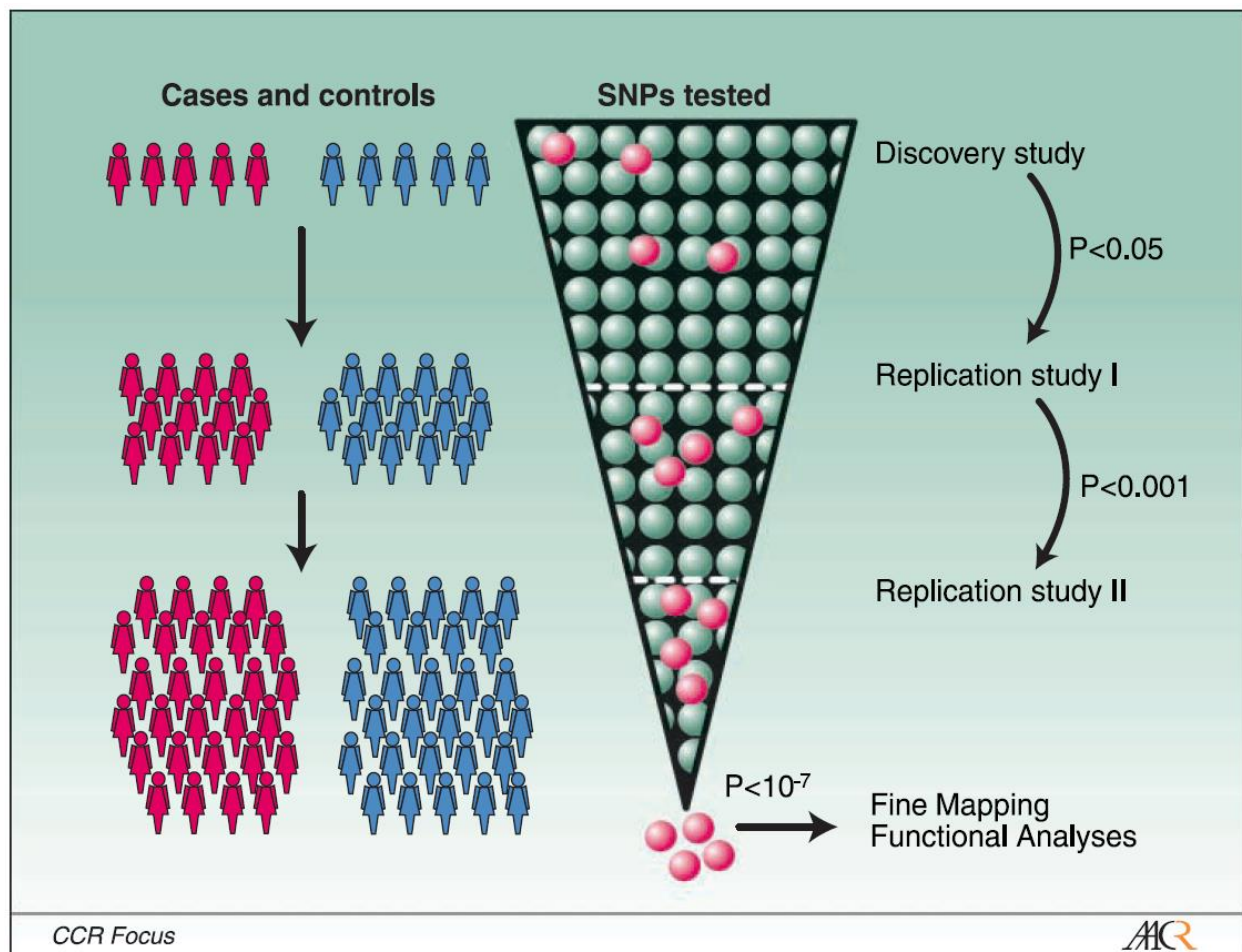 Cases and controls
SNPs tested
Discovery study
P<0.05
Replication study I
P<0.001
Replication study II
P<10⁻⁷
Fine Mapping
Functional Analyses
CCR Focus
AACR